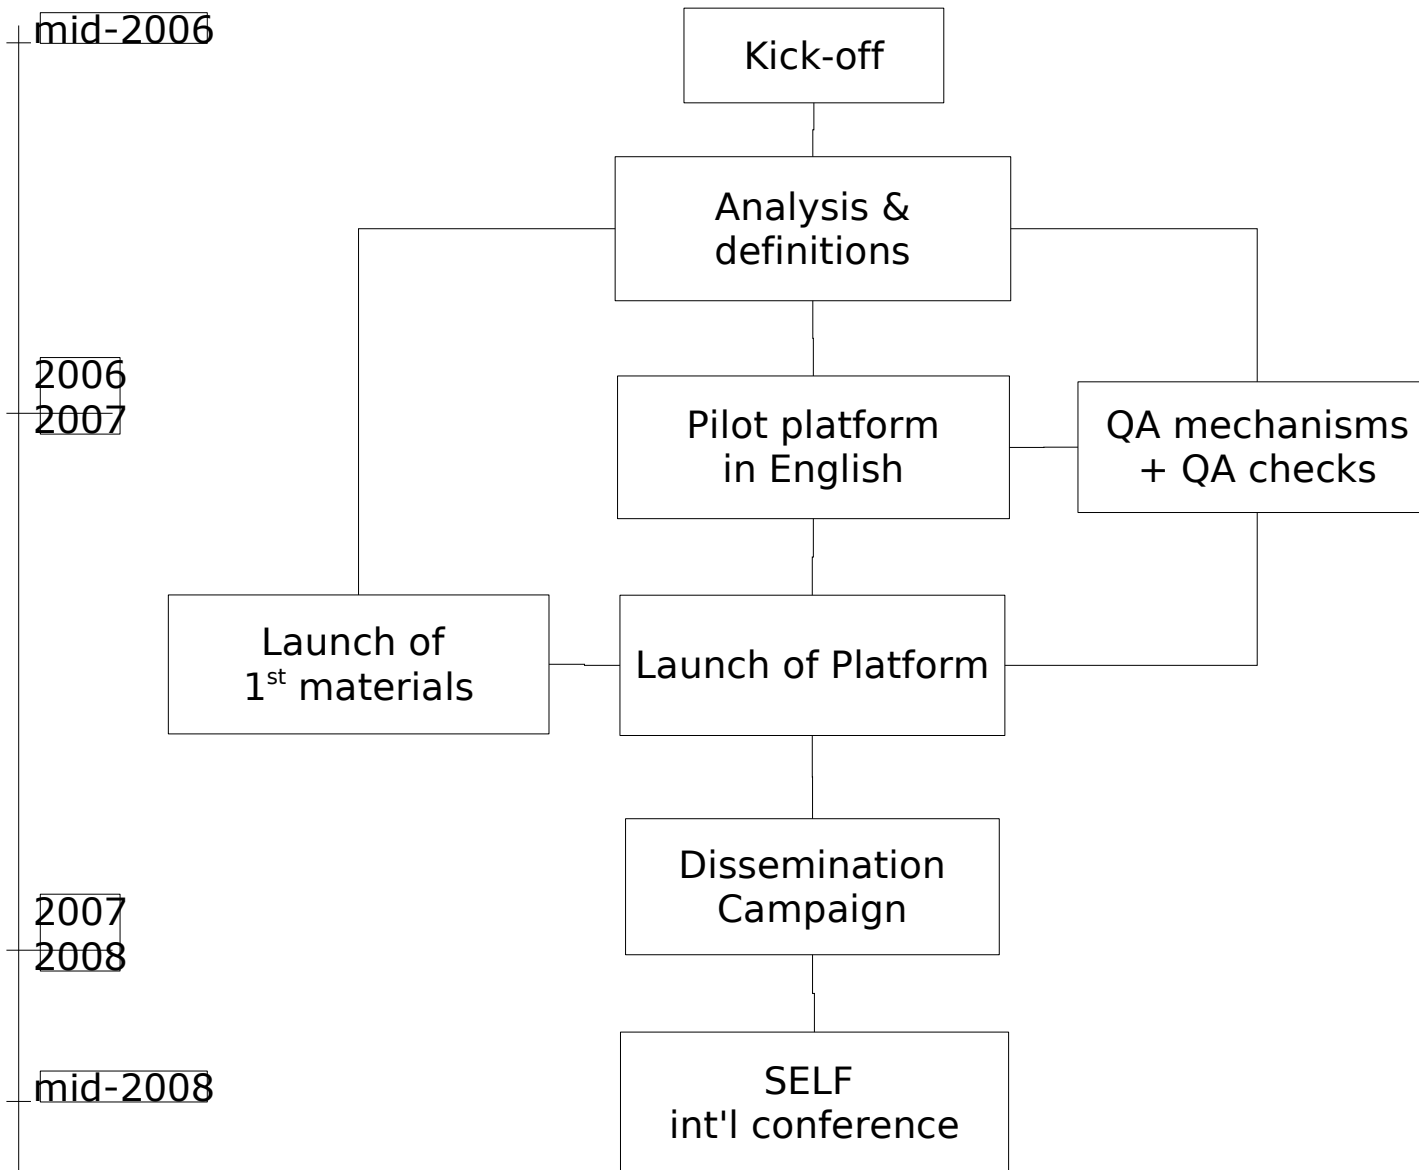 mid-2006
Kick-off
Analysis &
definitions
2006
2007
Pilot platform
in English
QA mechanisms
+ QA checks
Launch of
1st materials
Launch of Platform
Dissemination
Campaign
2007
2008
SELF
int'l conference
mid-2008